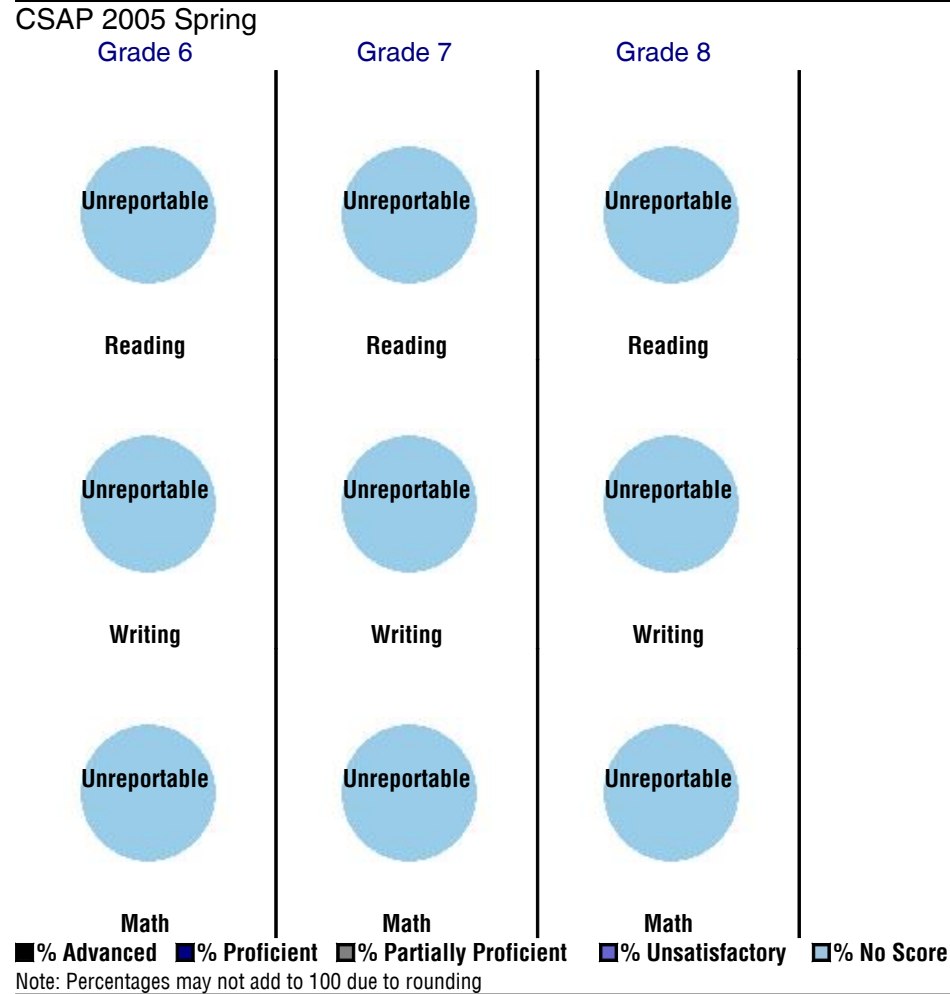 CSAP 2005 Spring
Grade 6 Grade 7 Grade 8
Unreportable Unreportable Unreportable
Reading Reading Reading
Unreportable Unreportable Unreportable
Writing Writing Writing
Unreportable Unreportable Unreportable
Math Math Math
% Advanced % Proficient % Partially Proficient % Unsatisfactory % No Score
Note: Percentages may not add to 100 due to rounding